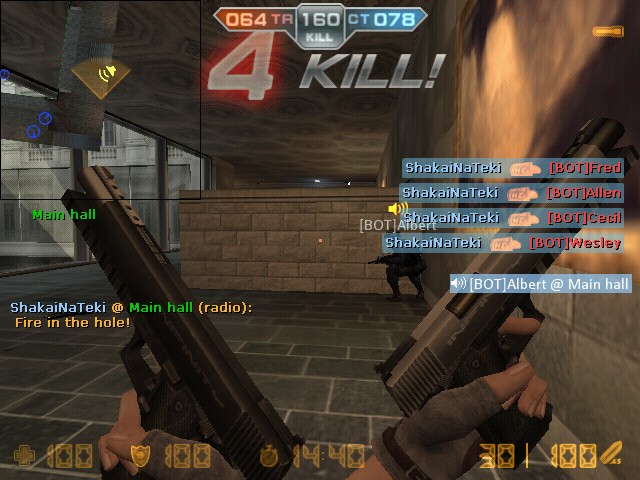 064 TR 160 CT 078
KILL
4 KILL!
ShakaiNaTeki [BOT]Fred
ShakaiNaTeki [BOT]Allen
ShakaiNaTeki [BOT]Cecil
ShakaiNaTeki [BOT]Wesley
Main hall
[BOT]Albert
[BOT]Albert @ Main hall
ShakaiNaTeki @ Main hall (radio):
Fire in the hole!
100 100 14:40 30 | 100